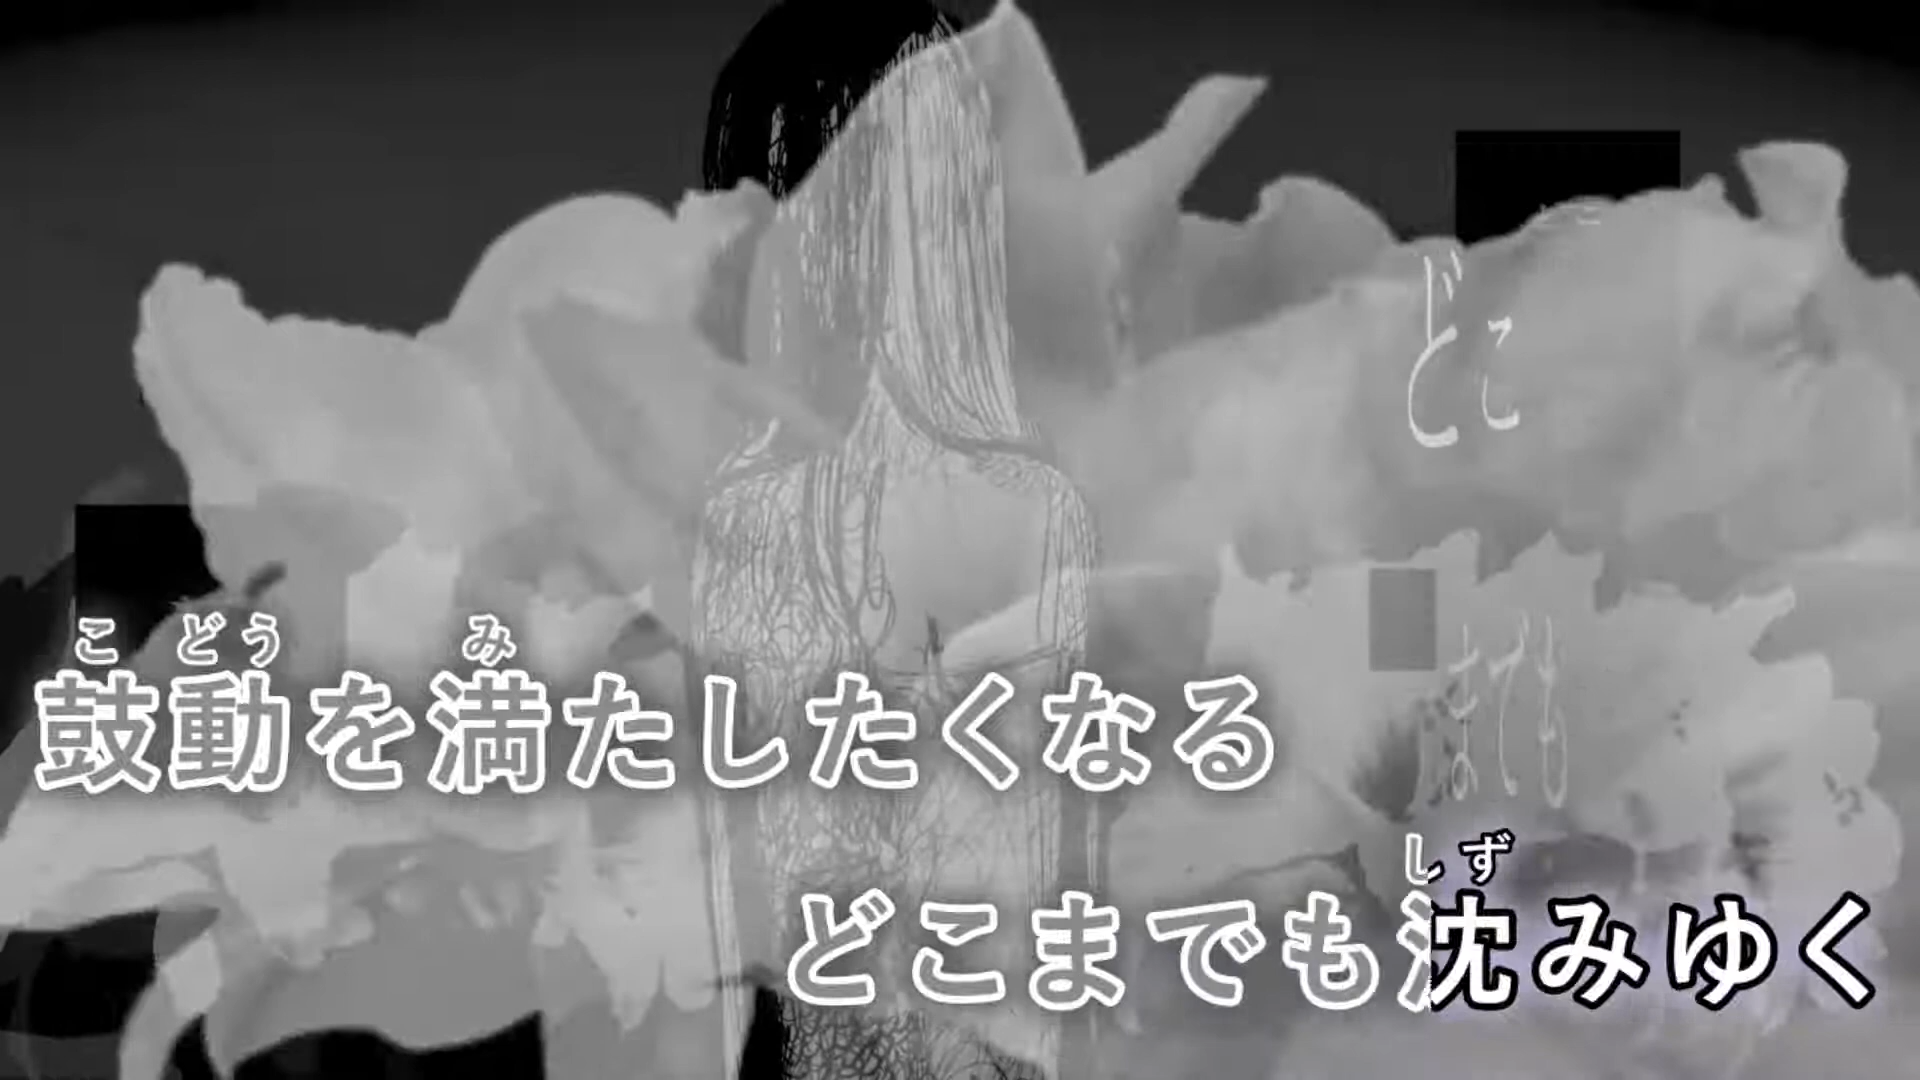 どこ
までも
こどう み
鼓動を満たしたくなる
しず
どこまでも沈みゆく